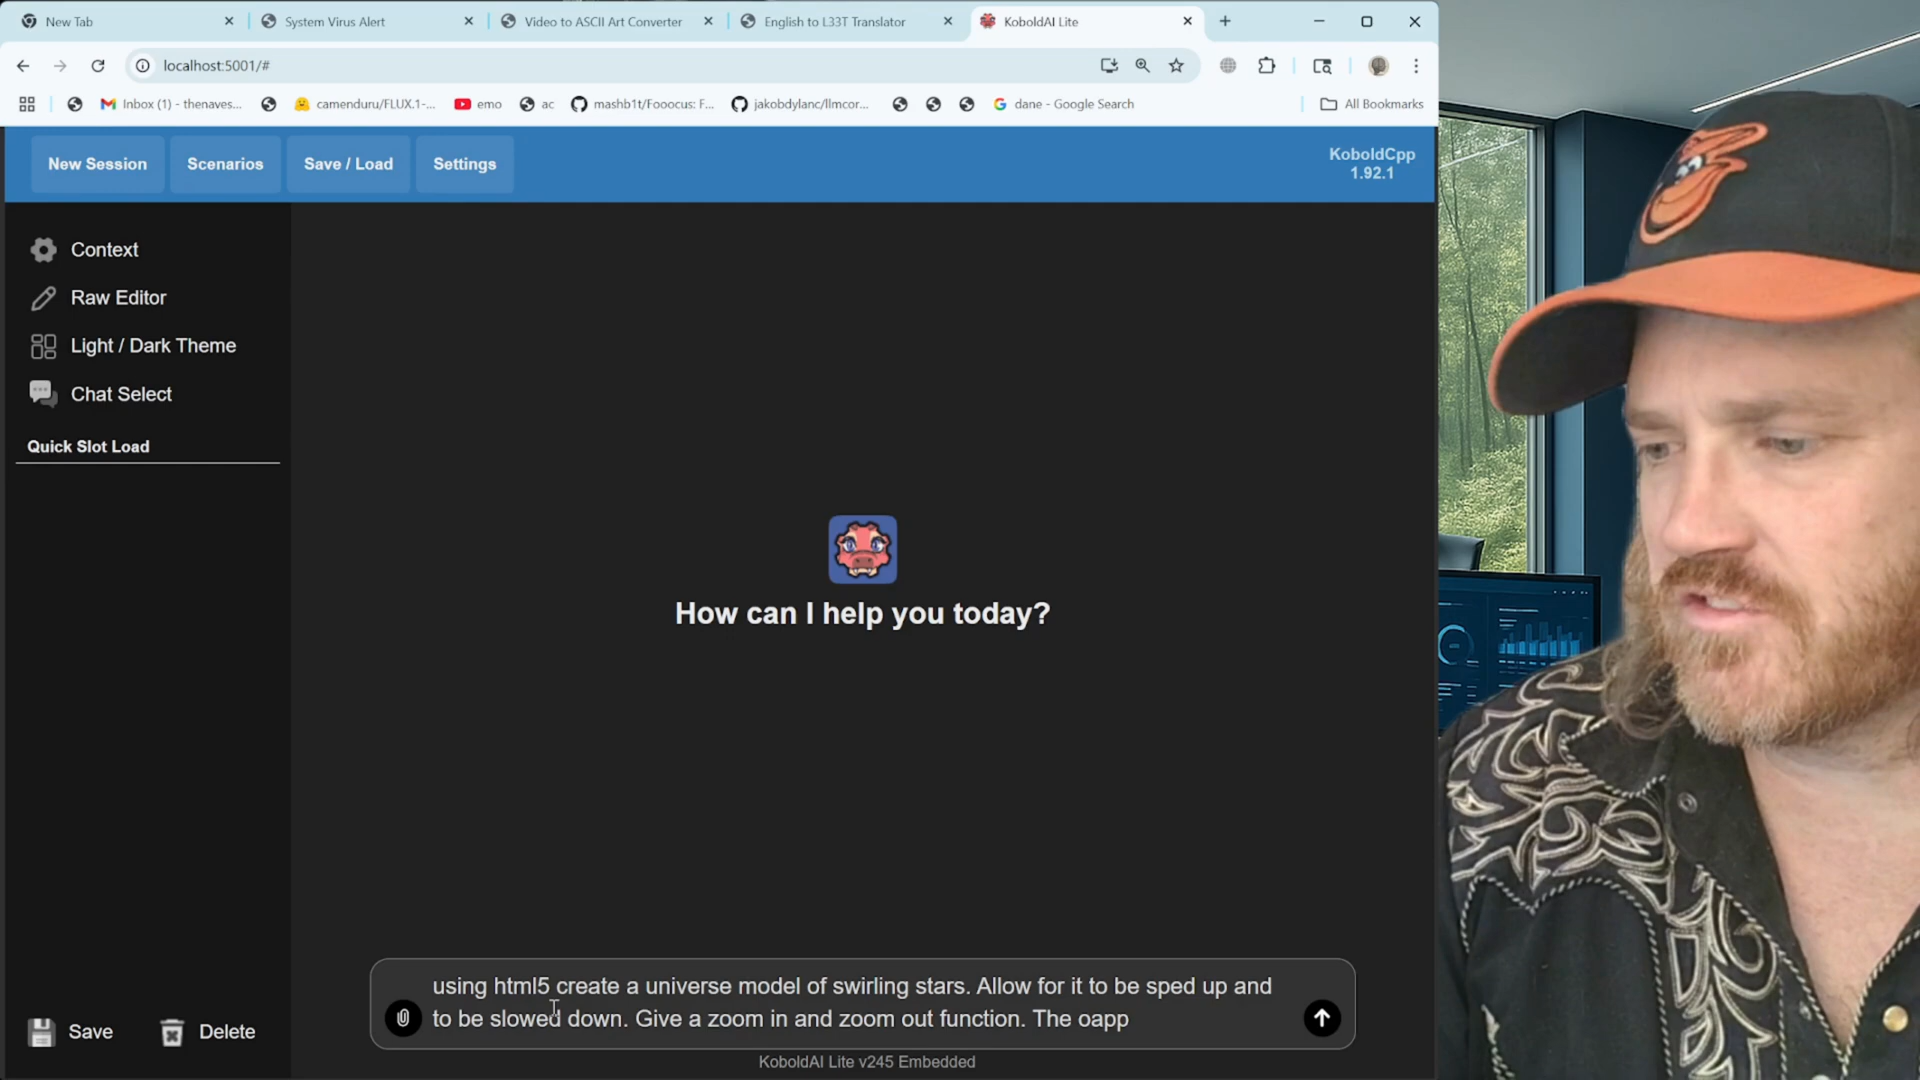 New Tab
System Virus Alert
Video to ASCII Art Converter
English to L33T Translator
KoboldAI Lite
localhost:5001/#
Inbox (1) - thenaves...
camenduru/FLUX.1-...
emo
ac
mashb1t/Fooocus: F...
jakobdylanc/llmcor...
dane - Google Search
All Bookmarks
New Session
Scenarios
Save / Load
Settings
KoboldCpp
1.92.1
Context
Raw Editor
Light / Dark Theme
Chat Select
Quick Slot Load
How can I help you today?
using html5 create a universe model of swirling stars. Allow for it to be sped up and
to be slowed down. Give a zoom in and zoom out function. The oapp
Save
Delete
KoboldAI Lite v245 Embedded